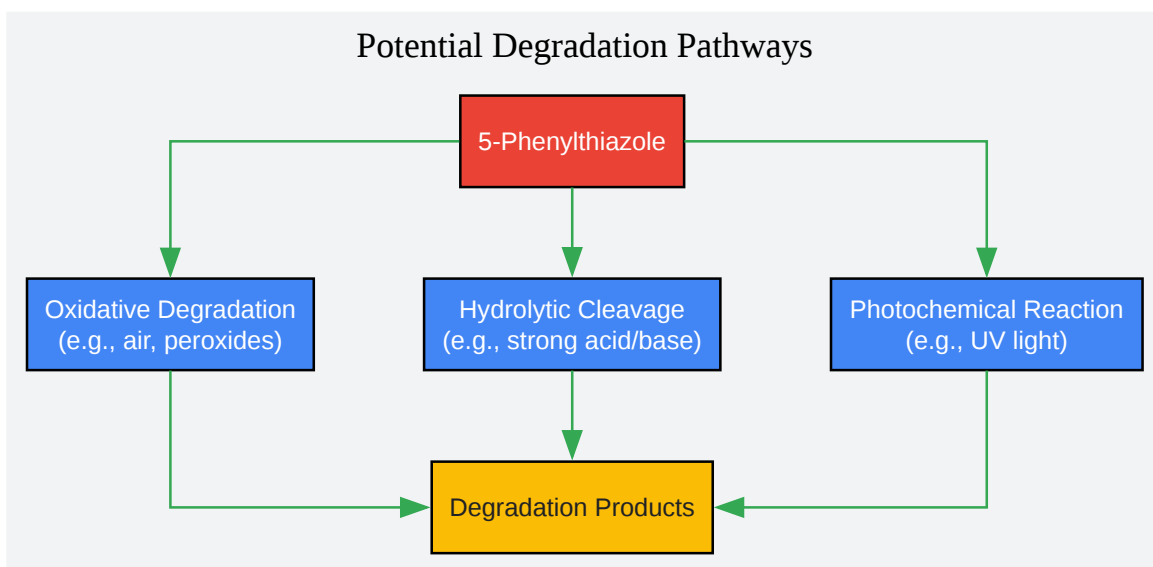 Potential Degradation Pathways
5-Phenylthiazole
Oxidative Degradation
(e.g., air, peroxides)
Hydrolytic Cleavage
(e.g., strong acid/base)
Photochemical Reaction
(e.g., UV light)
Degradation Products